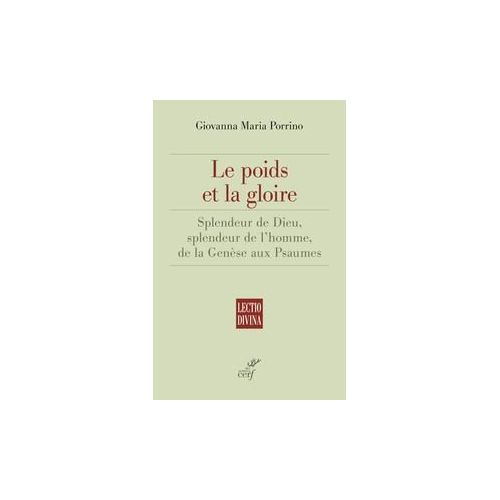 Giovanna Maria Porrino
Le poids
et la gloire
Splendeur de Dieu,
splendeur de l'homme,
de la Genèse aux Psaumes
LECTIO
DIVINA
cerf